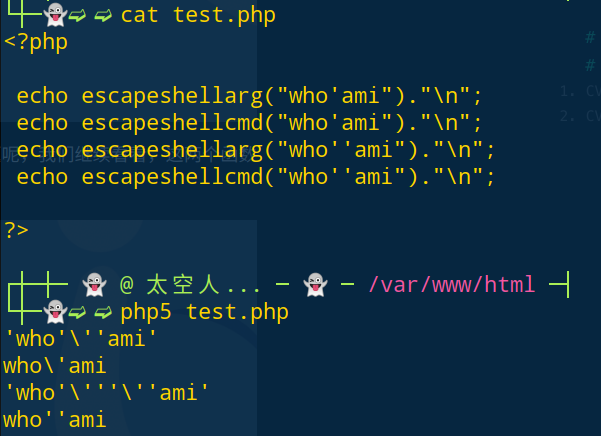 cat test.php
<?php
echo escapeshellarg("who'ami")."\n";
echo escapeshellcmd("who'ami")."\n";
echo escapeshellarg("who''ami")."\n";
echo escapeshellcmd("who''ami")."\n";
?>
@ 太空人... — /var/www/html
php5 test.php
'who'\''ami'
who\'ami
'who'\'''\''ami'
who''ami
#
#
1. CV
2. CV